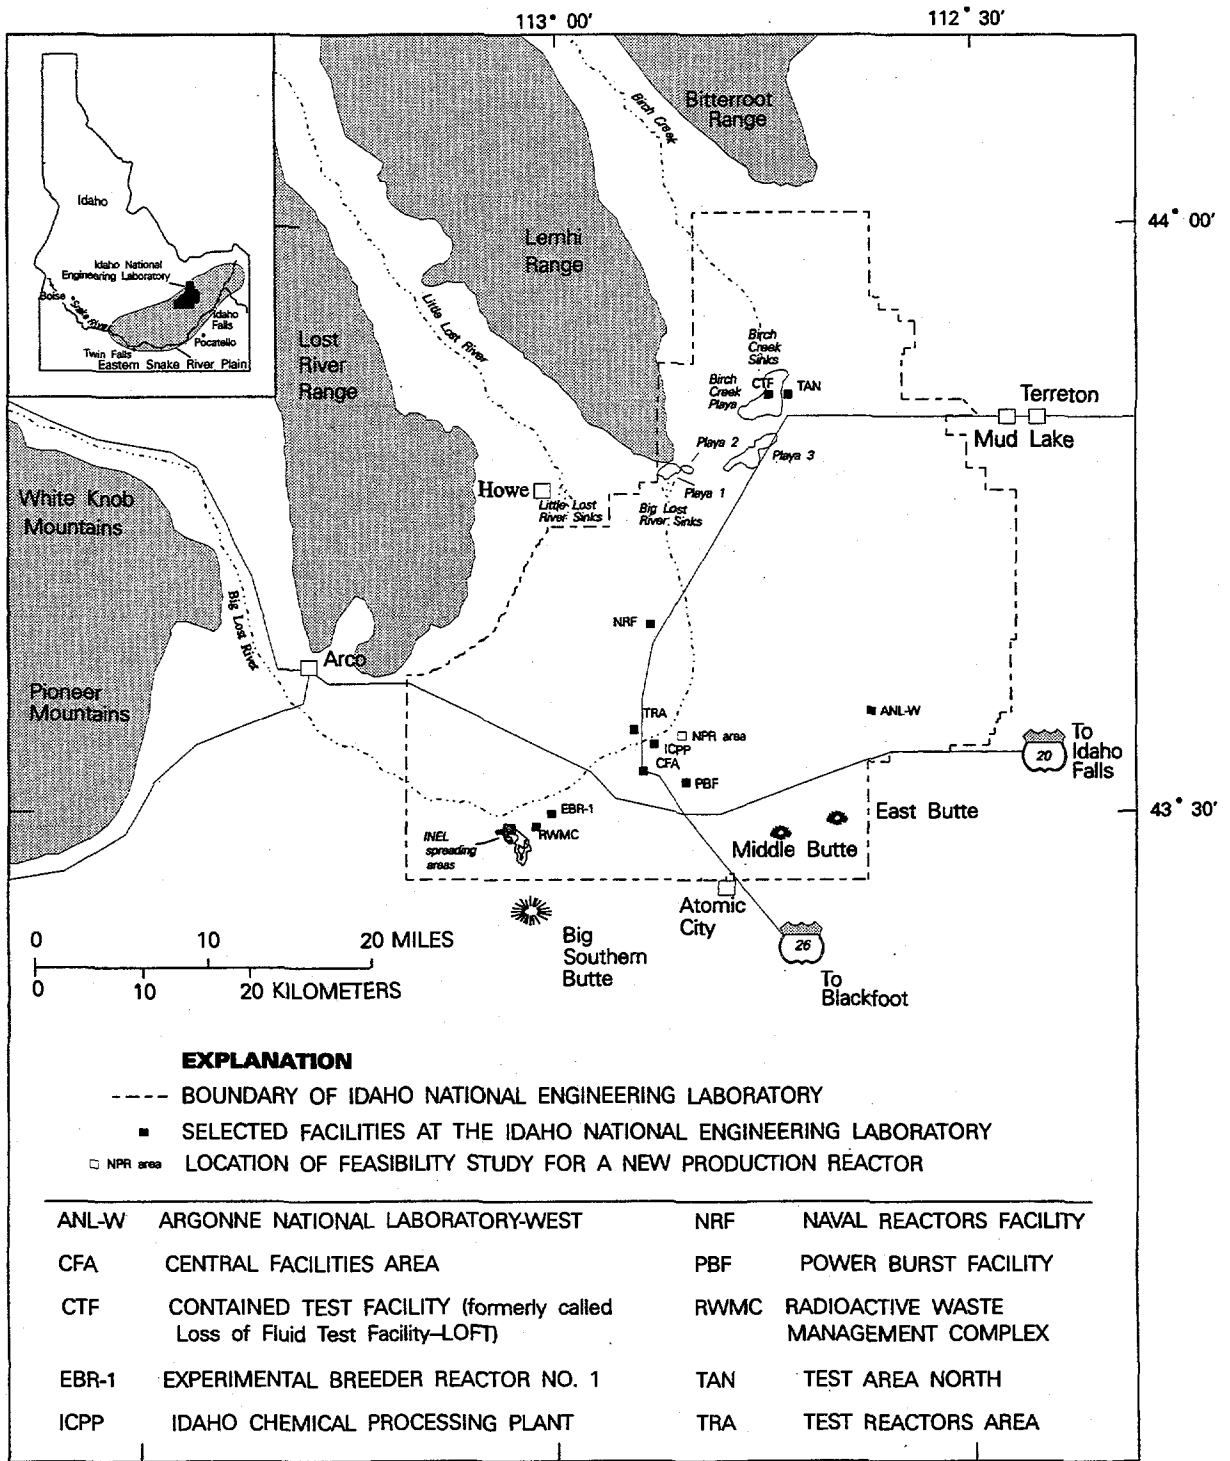 113° 00'
112° 30'
Bitterroot
Range
Birch Creek
Idaho
Idaho National
Engineering Laboratory
Boise
Snake River
Idaho
Falls
Pocatello
Twin Falls
Eastern Snake River Plain
44° 00'
Lemhi
Range
Little Lost River
Lost
River
Range
Birch
Creek
Sinks
Birch
Creek
Playa
CTF
TAN
Terreton
Mud Lake
Playa 2
Playa 3
Playa 1
White Knob
Mountains
Howe
Little Lost
River Sinks
Big Lost
River Sinks
Big Lost River
NRF
Arco
Pioneer
Mountains
TRA
NPR area
ICPP
CFA
PBF
ANL-W
20
To
Idaho
Falls
43° 30'
EBR-1
RWMC
INEL
spreading
areas
East Butte
Middle Butte
Atomic
City
Big
Southern
Butte
26
To
Blackfoot
0 10 20 MILES
0 10 20 KILOMETERS
EXPLANATION
BOUNDARY OF IDAHO NATIONAL ENGINEERING LABORATORY
SELECTED FACILITIES AT THE IDAHO NATIONAL ENGINEERING LABORATORY
NPR area LOCATION OF FEASIBILITY STUDY FOR A NEW PRODUCTION REACTOR
ANL-W ARGONNE NATIONAL LABORATORY-WEST
CFA CENTRAL FACILITIES AREA
CTF CONTAINED TEST FACILITY (formerly called
Loss of Fluid Test Facility-LOFT)
EBR-1 EXPERIMENTAL BREEDER REACTOR NO. 1
ICPP IDAHO CHEMICAL PROCESSING PLANT
NRF NAVAL REACTORS FACILITY
PBF POWER BURST FACILITY
RWMC RADIOACTIVE WASTE
MANAGEMENT COMPLEX
TAN TEST AREA NORTH
TRA TEST REACTORS AREA